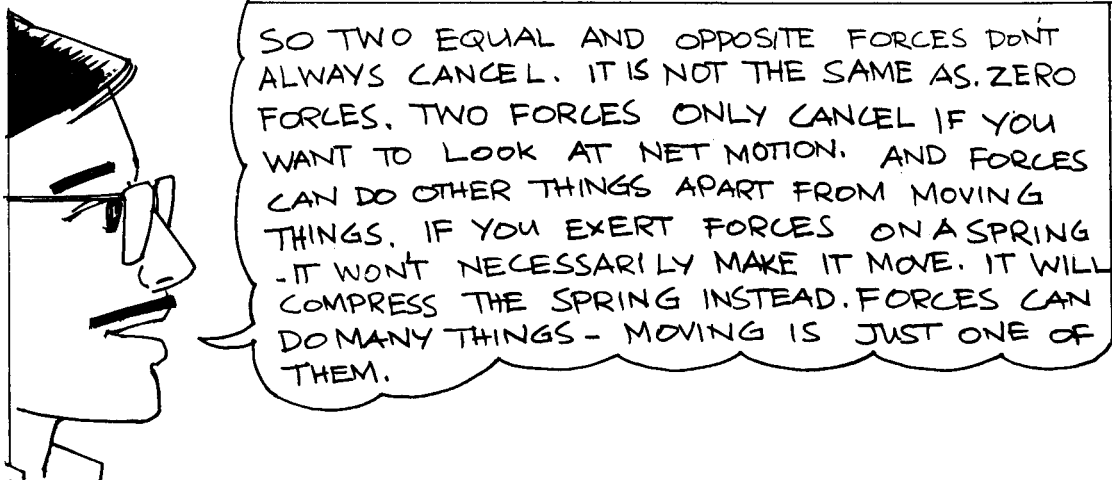 SO TWO EQUAL AND OPPOSITE FORCES DON'T
ALWAYS CANCEL. IT IS NOT THE SAME AS. ZERO
FORCES. TWO FORCES ONLY CANCEL IF YOU
WANT TO LOOK AT NET MOTION. AND FORCES
CAN DO OTHER THINGS APART FROM MOVING
THINGS. IF YOU EXERT FORCES ON A SPRING
-IT WON'T NECESSARILY MAKE IT MOVE. IT WILL
COMPRESS THE SPRING INSTEAD. FORCES CAN
DO MANY THINGS - MOVING IS JUST ONE OF
THEM.